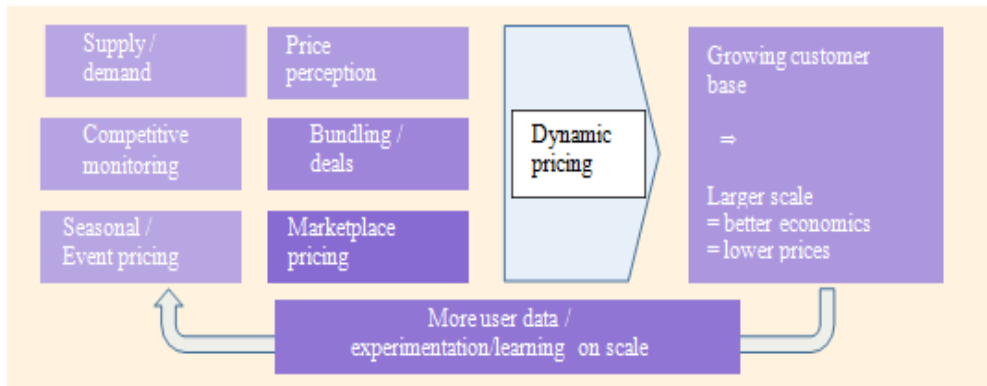 Supply /
demand
Price
perception
Competitive
monitoring
Bundling /
deals
Seasonal /
Event pricing
Marketplace
pricing
Dynamic
pricing
Growing customer
base
⇒
Larger scale
= better economics
= lower prices
More user data /
experimentation/learning on scale